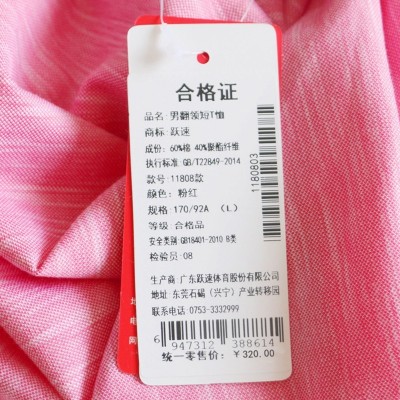 合格证
品名:男翻领短T恤
商标:跃速
成份:60%棉 40%聚酯纤维
执行标准:GB/T22849-2014
款号:11808款
颜色:粉红
规格:170/92A (L)
等级:合格品
安全类别:GB18401-2010 B类
检验员:08
1180803
生产商:广东跃速体育股份有限公司
地址:东莞石碣(兴宁)产业转移园
联系电话:0753-3332999
6 947312 388614
统一零售价:¥320.00